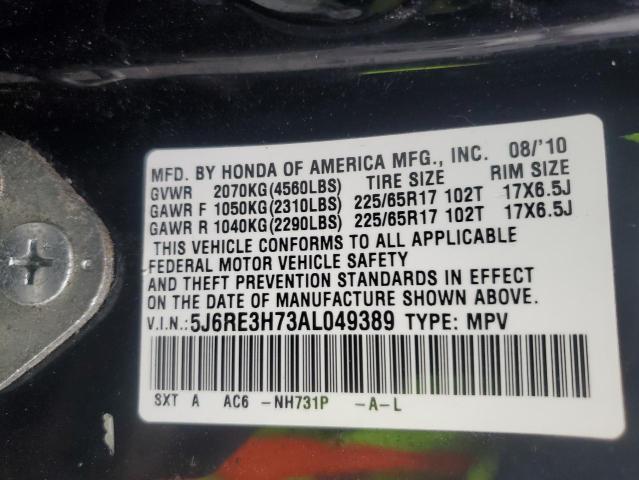 MFD. BY HONDA OF AMERICA MFG., INC. 08/'10
GVWR 2070KG(4560LBS) TIRE SIZE RIM SIZE
GAWR F 1050KG(2310LBS) 225/65R17 102T 17X6.5J
GAWR R 1040KG(2290LBS) 225/65R17 102T 17X6.5J
THIS VEHICLE CONFORMS TO ALL APPLICABLE
FEDERAL MOTOR VEHICLE SAFETY
AND THEFT PREVENTION STANDARDS IN EFFECT
ON THE DATE OF MANUFACTURE SHOWN ABOVE.
V.I.N.: 5J6RE3H73AL049389 TYPE: MPV
SXT A AC6 -NH731P -A-L